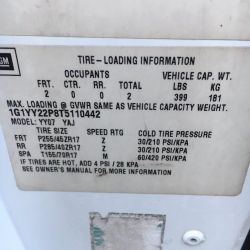 GM
TIRE-LOADING INFORMATION
OCCUPANTS VEHICLE CAP. WT.
FRT. CTR. RR. TOTAL LBS KG
2 0 0 2 399 181
MAX. LOADING @ GVWR SAME AS VEHICLE CAPACITY WEIGHT.
1G1YY22P8T5110442
MODEL: YY07 YAJ
TIRE SIZE SPEED RTG COLD TIRE PRESSURE
FRT P255/45ZR17 Z 30/210 PSI/KPA
RR P285/40ZR17 Z 30/210 PSI/KPA
SPA T155/70R17 M 60/420 PSI/KPA
IF TIRES ARE HOT, ADD 4 PSI / 28 KPA
SEE OWNER'S MANUAL FOR MORE INFORMATION